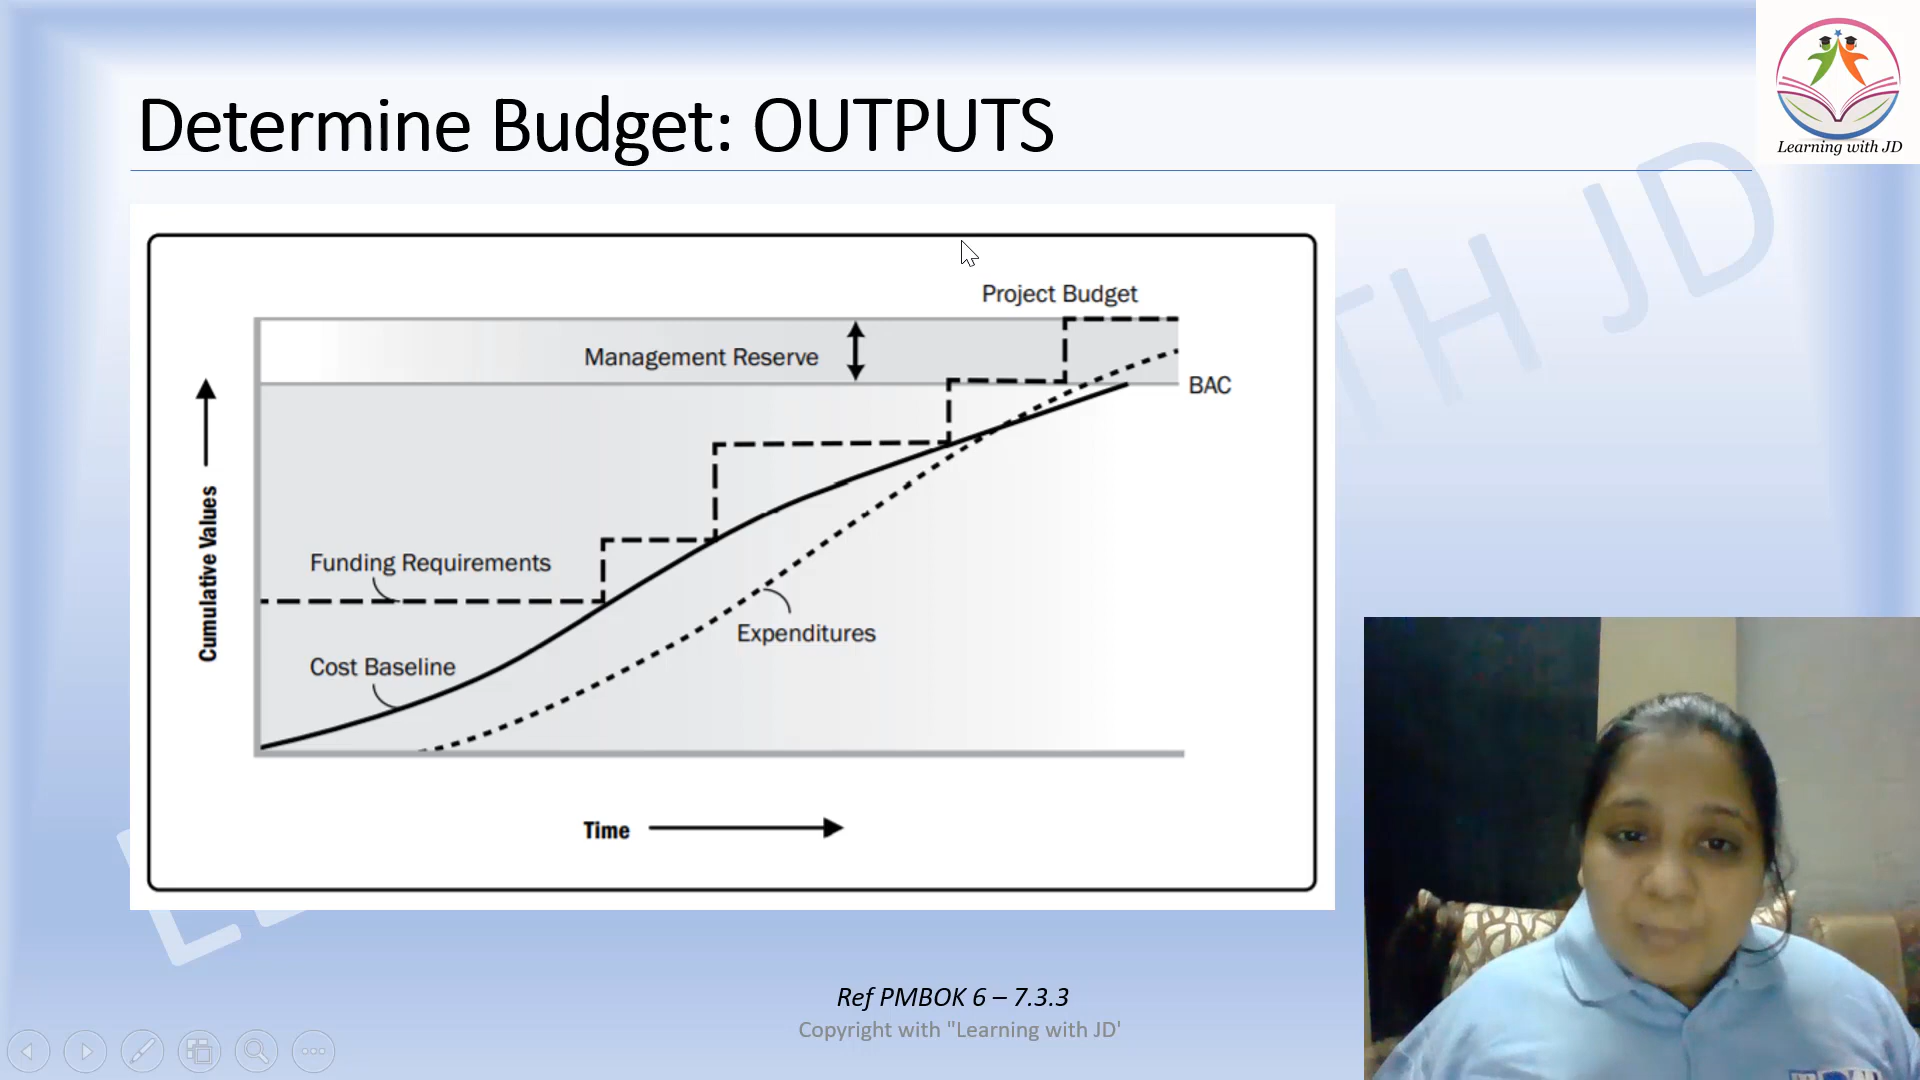 Determine Budget: OUTPUTS
Learning with JD
Project Budget
Management Reserve
BAC
Cumulative Values
Funding Requirements
Expenditures
Cost Baseline
Time
Ref PMBOK 6 – 7.3.3
Copyright with "Learning with JD'